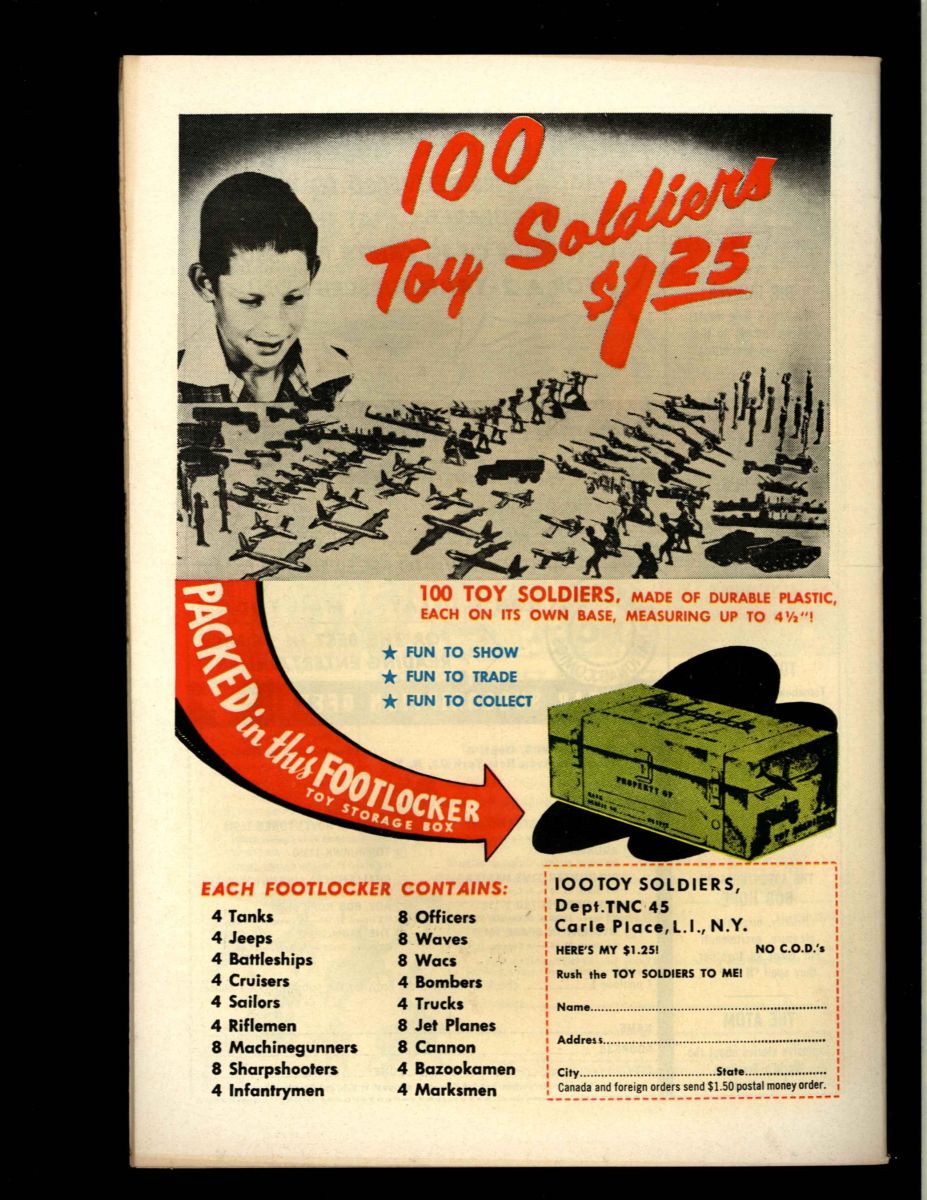 100
Toy Soldiers
$1.25
100 TOY SOLDIERS, MADE OF DURABLE PLASTIC,
EACH ON ITS OWN BASE, MEASURING UP TO 4½"!
★ FUN TO SHOW
★ FUN TO TRADE
★ FUN TO COLLECT
PACKED in this FOOTLOCKER
TOY STORAGE BOX
PROPERTY OF
EACH FOOTLOCKER CONTAINS:
4 Tanks
4 Jeeps
4 Battleships
4 Cruisers
4 Sailors
4 Riflemen
8 Machinegunners
8 Sharpshooters
4 Infantrymen
8 Officers
8 Waves
8 Wacs
4 Bombers
4 Trucks
8 Jet Planes
8 Cannon
4 Bazookamen
4 Marksmen
100 TOY SOLDIERS,
Dept. TNC 45
Carle Place, L.I., N.Y.
HERE'S MY $1.25! NO C.O.D.'s
Rush the TOY SOLDIERS TO ME!
Name
Address
City State
Canada and foreign orders send $1.50 postal money order.